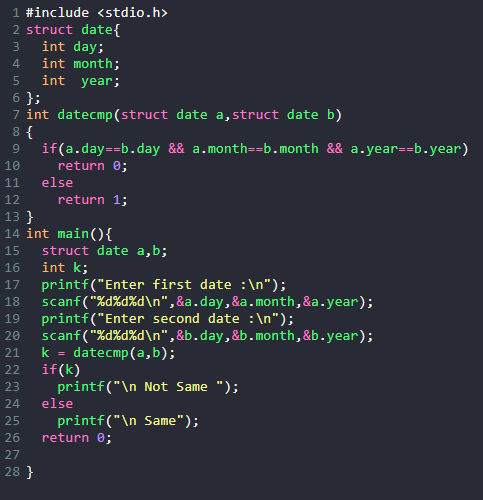 1 #include <stdio.h>
2 struct date{
3   int day;
4   int month;
5   int  year;
6 };
7 int datecmp(struct date a,struct date b)
8 {
9   if(a.day==b.day && a.month==b.month && a.year==b.year)
10     return 0;
11   else
12     return 1;
13 }
14 int main(){
15   struct date a,b;
16   int k;
17   printf("Enter first date :\n");
18   scanf("%d%d%d\n",&a.day,&a.month,&a.year);
19   printf("Enter second date :\n");
20   scanf("%d%d%d\n",&b.day,&b.month,&b.year);
21   k = datecmp(a,b);
22   if(k)
23     printf("\n Not Same ");
24   else
25     printf("\n Same");
26   return 0;
27
28 }